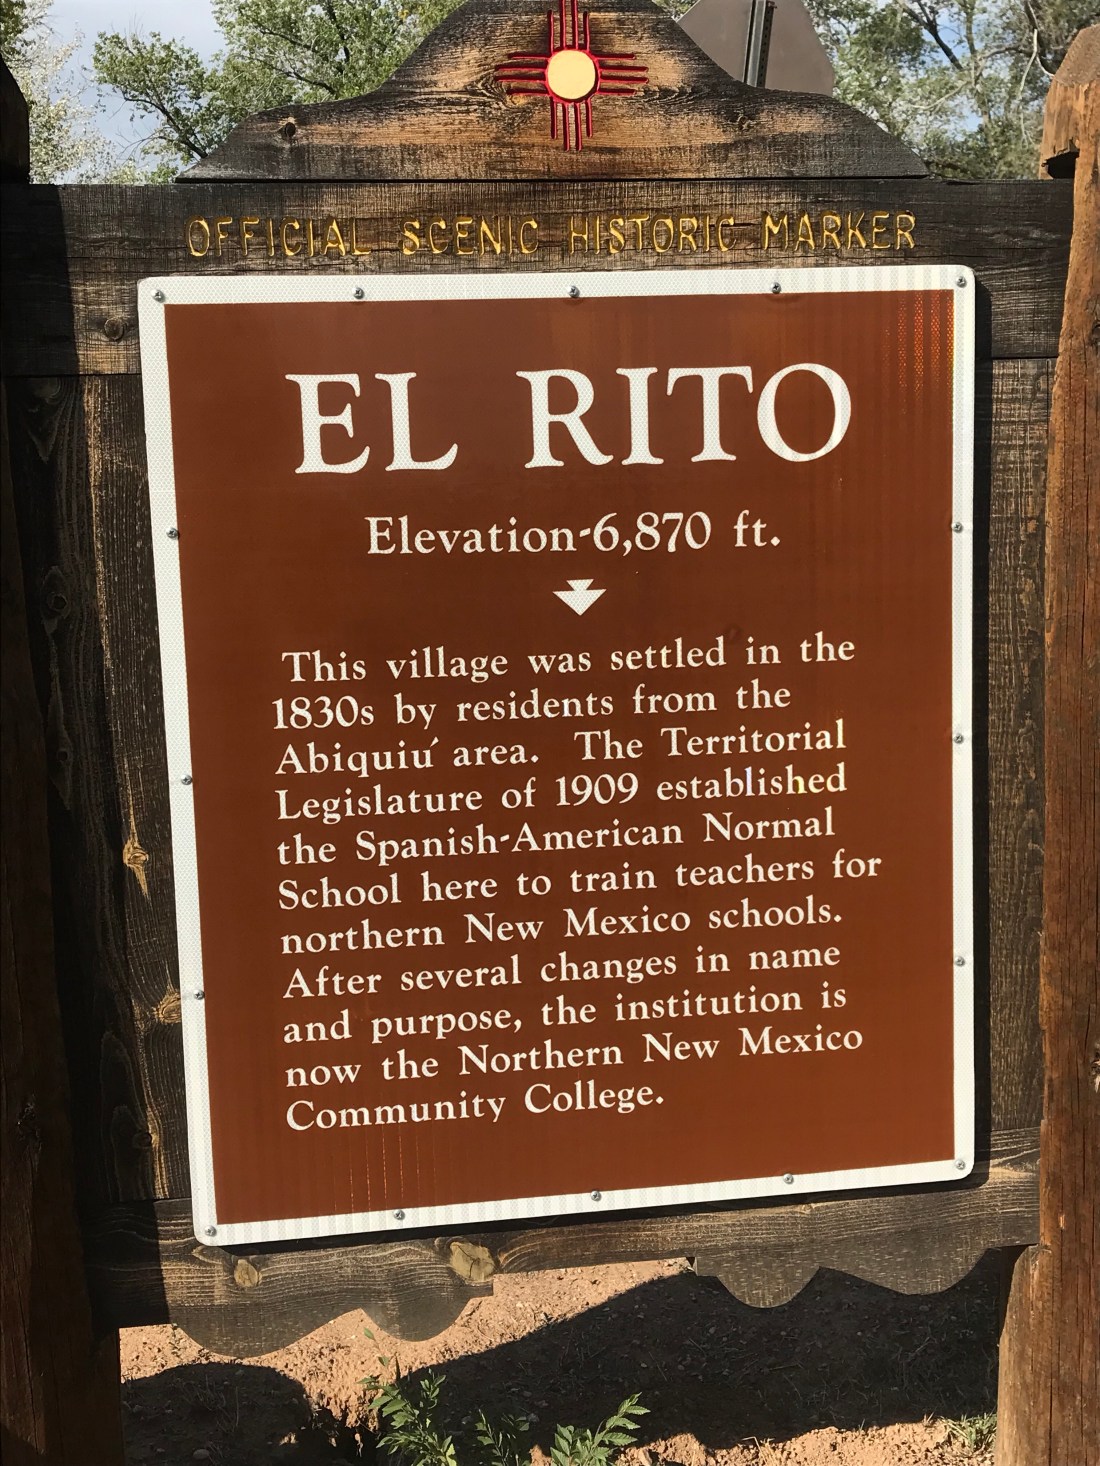 OFFICIAL SCENIC HISTORIC MARKER
EL RITO
Elevation-6,870 ft.
This village was settled in the
1830s by residents from the
Abiquiú area. The Territorial
Legislature of 1909 established
the Spanish-American Normal
School here to train teachers for
northern New Mexico schools.
After several changes in name
and purpose, the institution is
now the Northern New Mexico
Community College.